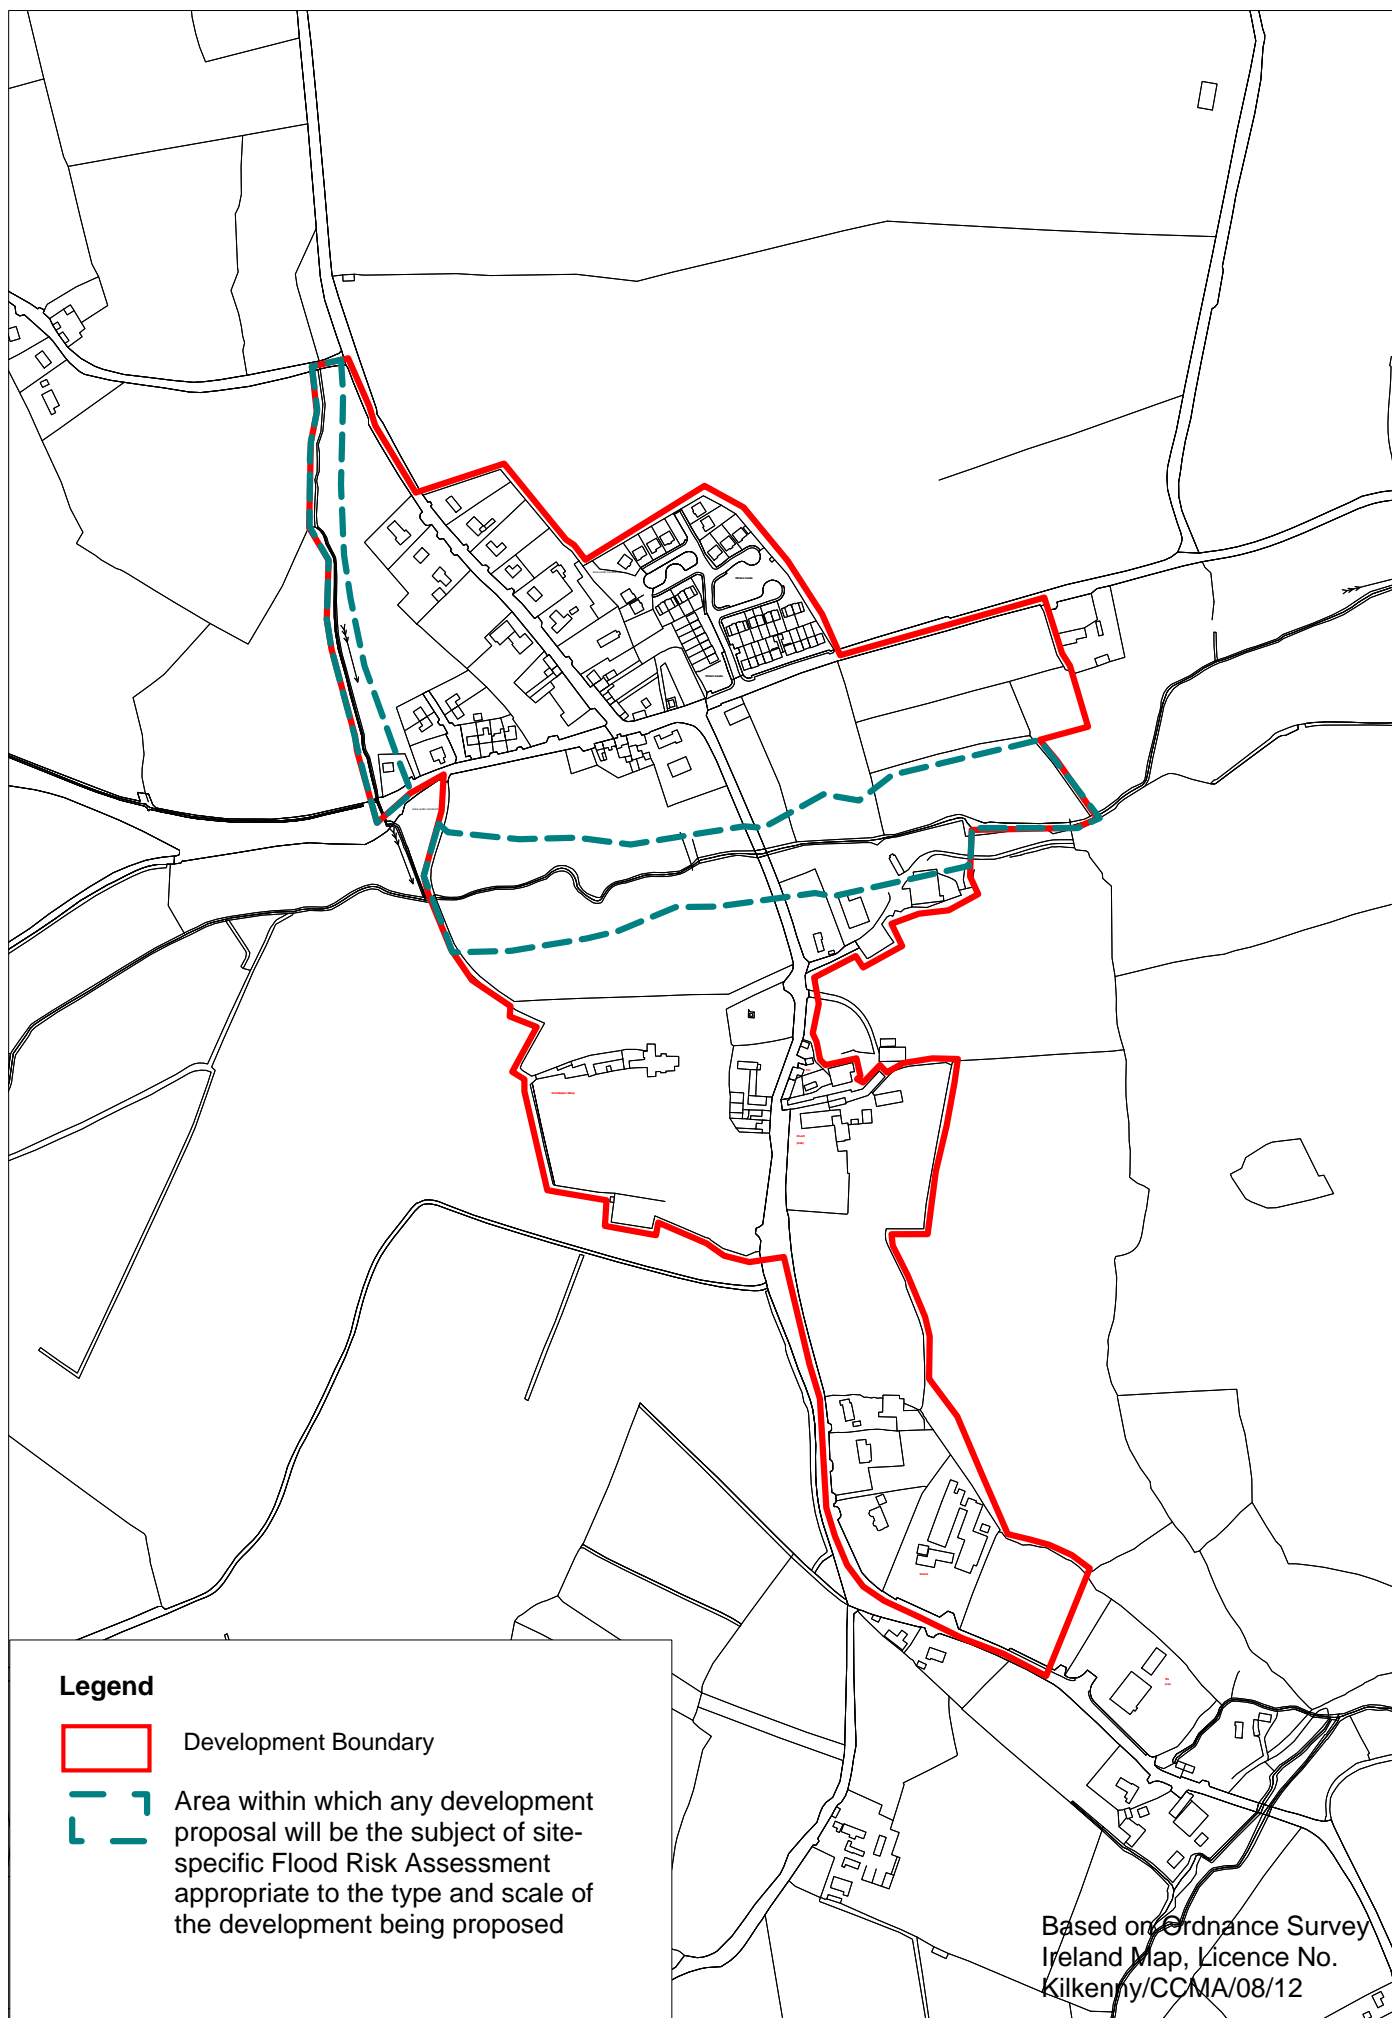 Legend
Development Boundary
Area within which any development
proposal will be the subject of site-
specific Flood Risk Assessment
appropriate to the type and scale of
the development being proposed
Based on Ordnance Survey
Ireland Map, Licence No.
Kilkenny/CCMA/08/12